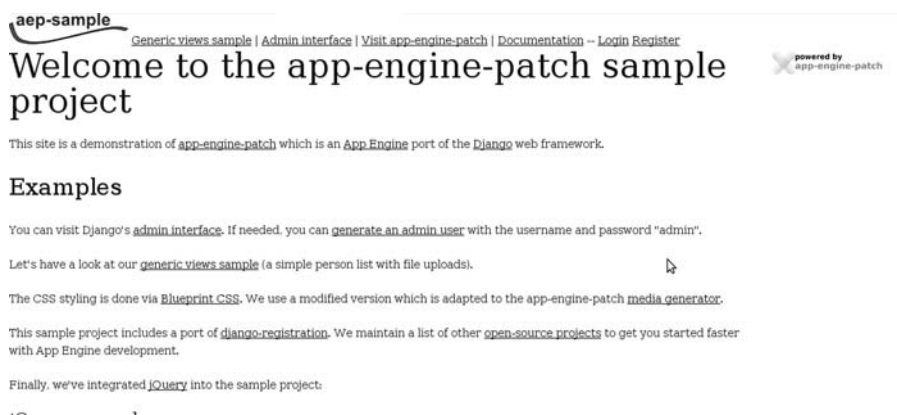 aep-sample
Generic views sample | Admin interface | Visit app-engine-patch | Documentation -- Login Register
Welcome to the app-engine-patch sample
project
powered by
app-engine-patch
This site is a demonstration of app-engine-patch which is an App Engine port of the Django web framework.
Examples
You can visit Django's admin interface. If needed, you can generate an admin user with the username and password "admin".
Let's have a look at our generic views sample (a simple person list with file uploads).
The CSS styling is done via Blueprint CSS. We use a modified version which is adapted to the app-engine-patch media generator.
This sample project includes a port of django-registration. We maintain a list of other open-source projects to get you started faster
with App Engine development.
Finally, we've integrated jQuery into the sample project: